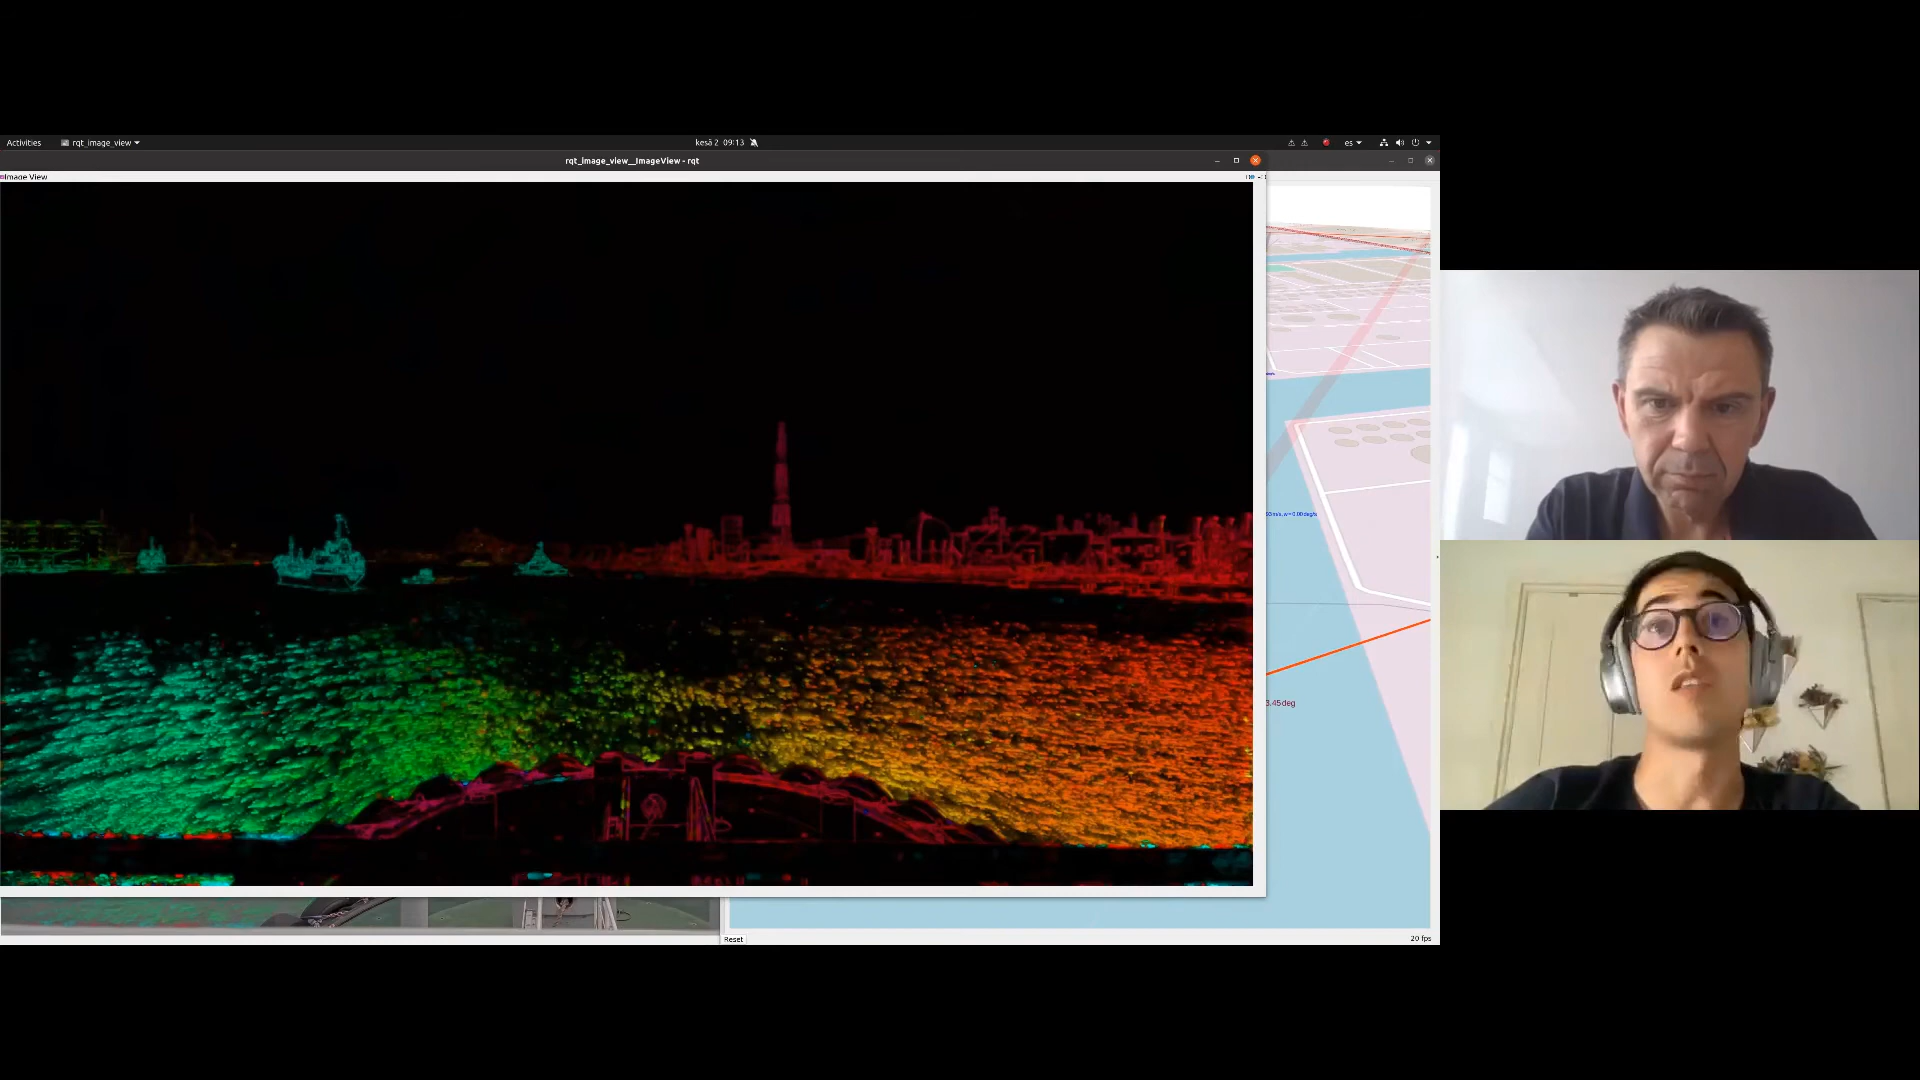 Activities
rqt_image_view
kesä 2 09:13
es
rqt_image_view__ImageView - rqt
Image View
3.45deg
Reset
20 fps